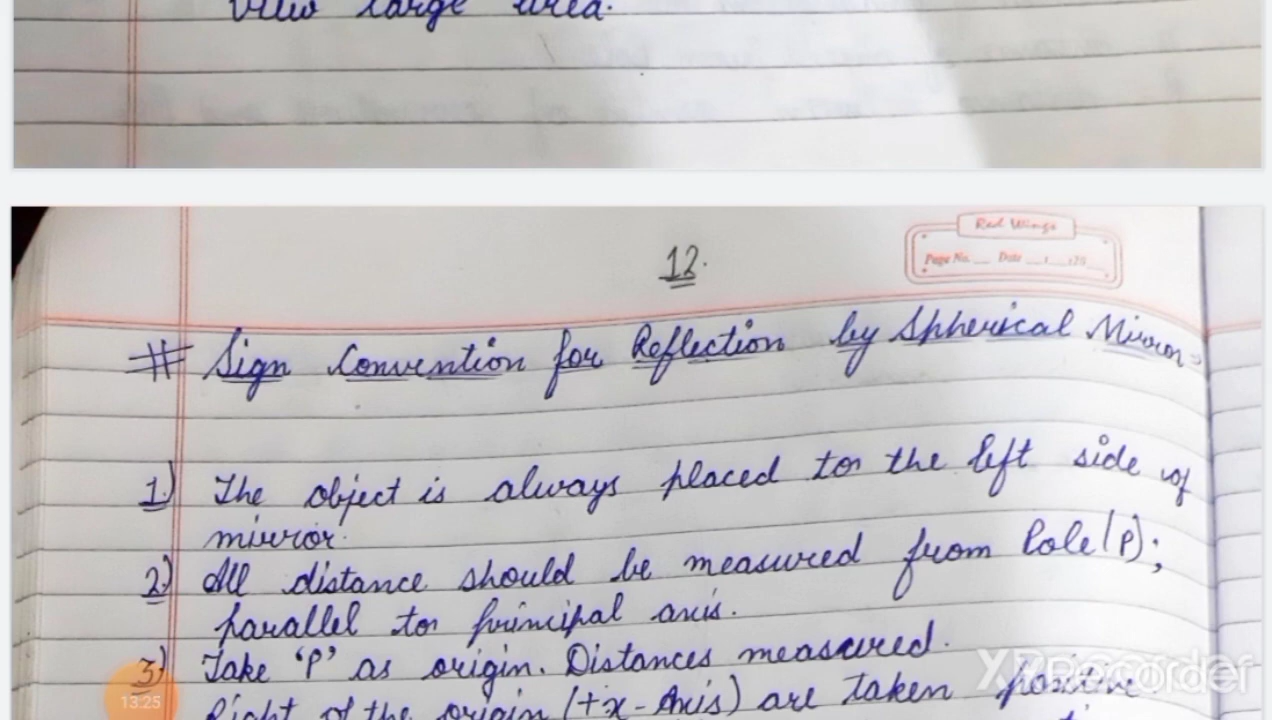 view large area.
Red Wings
Page No. Date
12.
# Sign Convention for Reflection by Spherical Mirror
1) The object is always placed to the left side of
mirror.
2) All distance should be measured from Pole (P);
parallel to principal axis.
3) Take 'P' as origin. Distances measured.
Right of the origin (+x-Axis) are taken positive
XRecorder
13:25